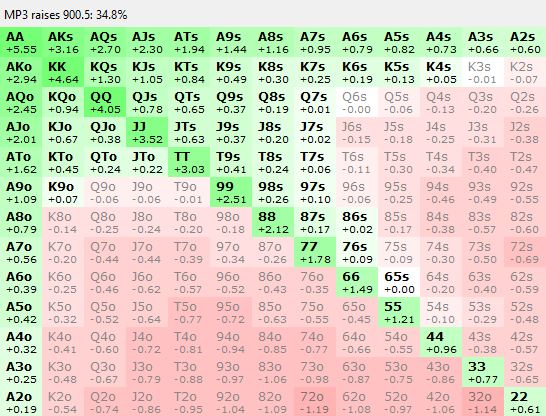 MP3 raises 900.5: 34.8%
AA AKs AQs AJs ATs A9s A8s A7s A6s A5s A4s A3s A2s
+5.55 +3.16 +2.70 +2.30 +1.94 +1.44 +1.16 +0.95 +0.79 +0.82 +0.73 +0.66 +0.60
AKo KK KQs KJs KTs K9s K8s K7s K6s K5s K4s K3s K2s
+2.94 +4.64 +1.30 +1.05 +0.84 +0.49 +0.30 +0.25 +0.19 +0.13 +0.05 -0.01 -0.07
AQo KQo QQ QJs QTs Q9s Q8s Q7s Q6s Q5s Q4s Q3s Q2s
+2.45 +0.94 +4.05 +0.78 +0.65 +0.37 +0.19 +0.01 -0.00 -0.06 -0.13 -0.20 -0.26
AJo KJo QJo JJ JTs J9s J8s J7s J6s J5s J4s J3s J2s
+2.01 +0.67 +0.38 +3.52 +0.63 +0.37 +0.20 +0.02 -0.15 -0.18 -0.25 -0.31 -0.38
ATo KTo QTo JTo TT T9s T8s T7s T6s T5s T4s T3s T2s
+1.62 +0.45 +0.24 +0.22 +3.03 +0.41 +0.24 +0.06 -0.11 -0.30 -0.34 -0.40 -0.47
A9o K9o Q9o J9o T9o 99 98s 97s 96s 95s 94s 93s 92s
+1.09 +0.07 -0.06 -0.06 -0.01 +2.51 +0.26 +0.10 -0.06 -0.25 -0.46 -0.49 -0.55
A8o K8o Q8o J8o T8o 98o 88 87s 86s 85s 84s 83s 82s
+0.79 -0.14 -0.25 -0.24 -0.20 -0.18 +2.12 +0.17 +0.02 -0.17 -0.38 -0.57 -0.60
A7o K7o Q7o J7o T7o 97o 87o 77 76s 75s 74s 73s 72s
+0.56 -0.20 -0.44 -0.44 -0.39 -0.34 -0.26 +1.78 +0.09 -0.09 -0.30 -0.50 -0.69
A6o K6o Q6o J6o T6o 96o 86o 76o 66 65s 64s 63s 62s
+0.39 -0.25 -0.46 -0.62 -0.57 -0.52 -0.43 -0.35 +1.49 +0.00 -0.20 -0.40 -0.59
A5o K5o Q5o J5o T5o 95o 85o 75o 65o 55 54s 53s 52s
+0.42 -0.32 -0.52 -0.64 -0.77 -0.72 -0.63 -0.55 -0.45 +1.21 -0.10 -0.29 -0.48
A4o K4o Q4o J4o T4o 94o 84o 74o 64o 54o 44 43s 42s
+0.32 -0.41 -0.60 -0.72 -0.81 -0.94 -0.85 -0.77 -0.66 -0.55 +0.96 -0.38 -0.57
A3o K3o Q3o J3o T3o 93o 83o 73o 63o 53o 43o 33 32s
+0.25 -0.48 -0.67 -0.79 -0.88 -0.97 -1.06 -0.98 -0.87 -0.75 -0.86 +0.77 -0.65
A2o K2o Q2o J2o T2o 92o 82o 72o 62o 52o 42o 32o 22
+0.19 -0.54 -0.74 -0.86 -0.95 -1.04 -1.09 -1.19 -1.08 -0.97 -1.06 -1.14 +0.61